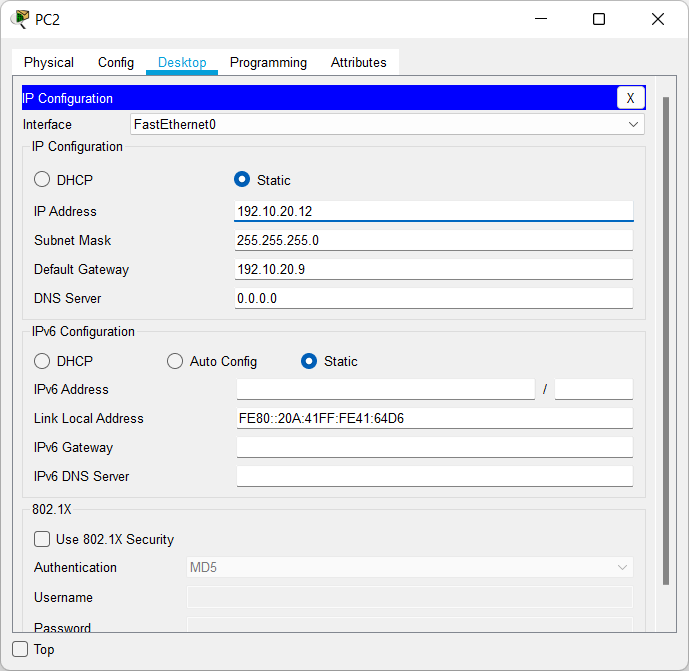 PC2
Physical Config Desktop Programming Attributes
IP Configuration X
Interface FastEthernet0
IP Configuration
DHCP Static
IP Address 192.10.20.12
Subnet Mask 255.255.255.0
Default Gateway 192.10.20.9
DNS Server 0.0.0.0
IPv6 Configuration
DHCP Auto Config Static
IPv6 Address /
Link Local Address FE80::20A:41FF:FE41:64D6
IPv6 Gateway
IPv6 DNS Server
802.1X
Use 802.1X Security
Authentication MD5
Username
Password
Top